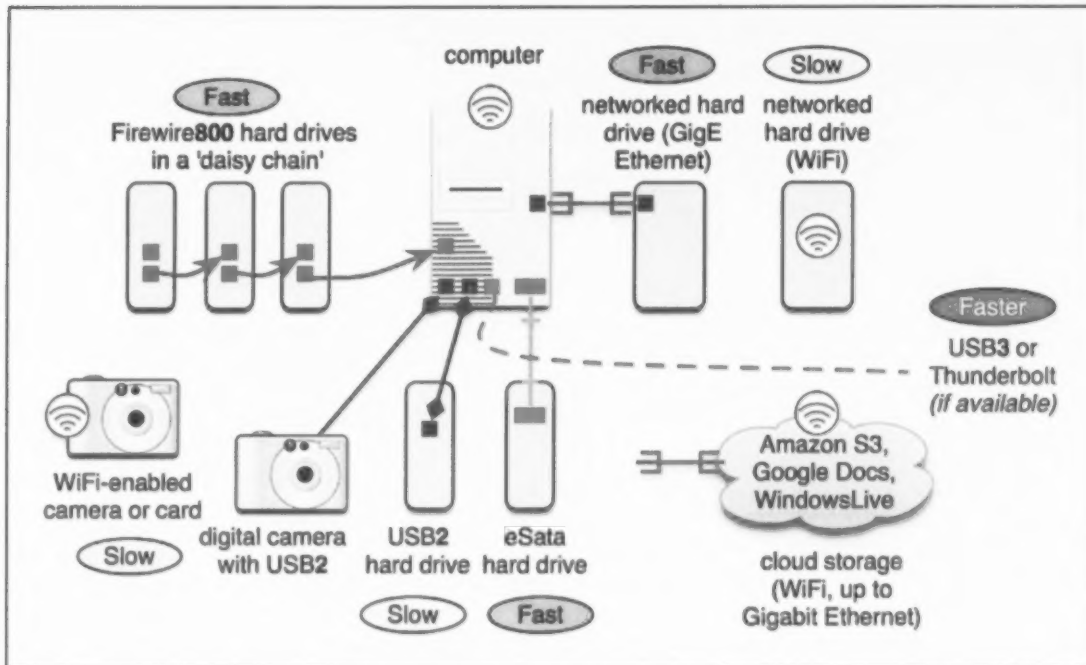 computer
Fast
Firewire800 hard drives
in a 'daisy chain'
Fast
networked hard
drive (GigE
Ethernet)
Slow
networked
hard drive
(WiFi)
Faster
USB3 or
Thunderbolt
(if available)
WiFi-enabled
camera or card
Slow
digital camera
with USB2
USB2
hard drive
Slow
eSata
hard drive
Fast
Amazon S3,
Google Docs,
WindowsLive
cloud storage
(WiFi, up to
Gigabit Ethernet)